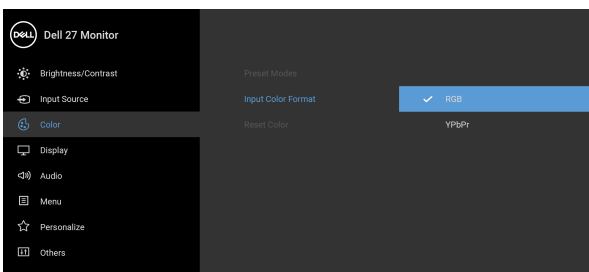 DELL Dell 27 Monitor
Brightness/Contrast
Preset Modes
Input Source
Input Color Format
RGB
Color
Reset Color
YPbPr
Display
Audio
Menu
Personalize
Others